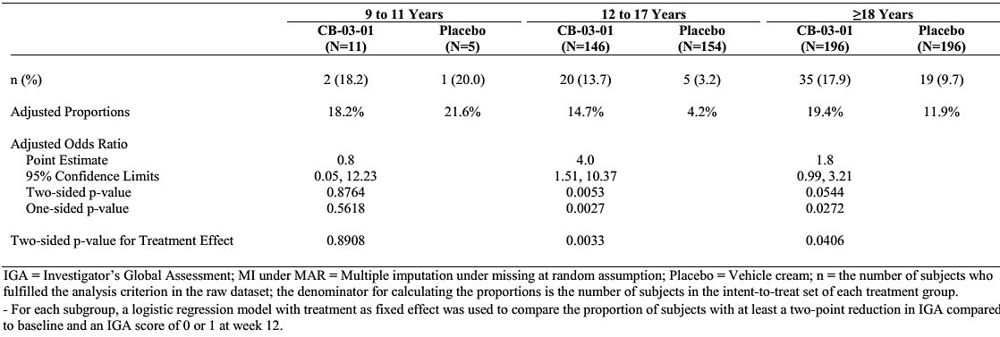 9 to 11 Years 12 to 17 Years ≥18 Years
CB-03-01 Placebo CB-03-01 Placebo CB-03-01 Placebo
(N=11) (N=5) (N=146) (N=154) (N=196) (N=196)
n (%) 2 (18.2) 1 (20.0) 20 (13.7) 5 (3.2) 35 (17.9) 19 (9.7)
Adjusted Proportions 18.2% 21.6% 14.7% 4.2% 19.4% 11.9%
Adjusted Odds Ratio
Point Estimate 0.8 4.0 1.8
95% Confidence Limits 0.05, 12.23 1.51, 10.37 0.99, 3.21
Two-sided p-value 0.8764 0.0053 0.0544
One-sided p-value 0.5618 0.0027 0.0272
Two-sided p-value for Treatment Effect 0.8908 0.0033 0.0406
IGA = Investigator's Global Assessment; MI under MAR = Multiple imputation under missing at random assumption; Placebo = Vehicle cream; n = the number of subjects who
fulfilled the analysis criterion in the raw dataset; the denominator for calculating the proportions is the number of subjects in the intent-to-treat set of each treatment group.
- For each subgroup, a logistic regression model with treatment as fixed effect was used to compare the proportion of subjects with at least a two-point reduction in IGA compared
to baseline and an IGA score of 0 or 1 at week 12.